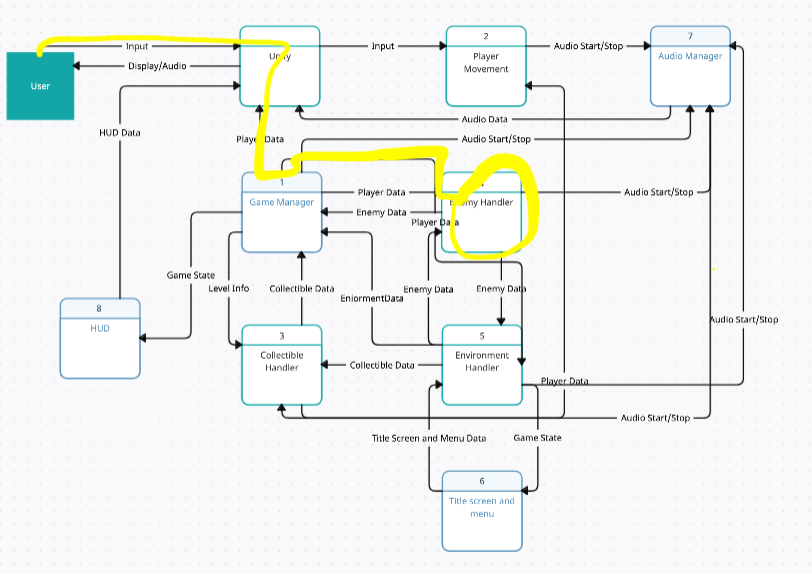 Input
Unity
Input
2
Player
Movement
Audio Start/Stop
7
Audio Manager
User
Display/Audio
HUD Data
Audio Data
Player Data
Audio Start/Stop
1
Game Manager
Player Data
Enemy Handler
Audio Start/Stop
Enemy Data
Player Data
Game State
Level Info
Collectible Data
EniormentData
Enemy Data
Enemy Data
8
HUD
3
Collectible
Handler
Collectible Data
5
Environment
Handler
Audio Start/Stop
Player Data
Audio Start/Stop
Title Screen and Menu Data
Game State
6
Title screen and
menu